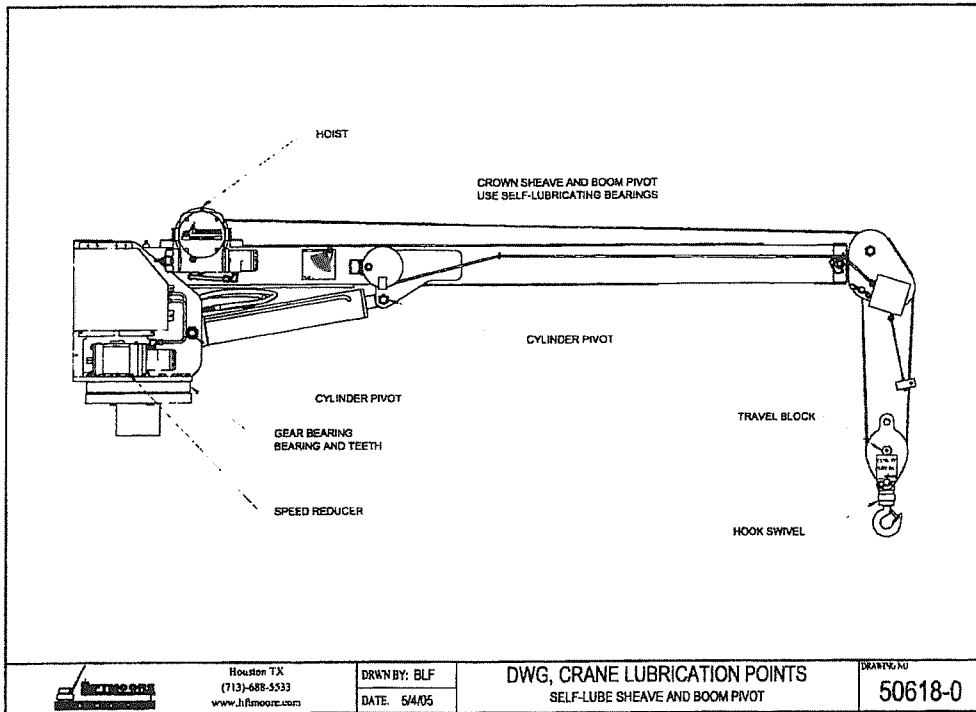 HOIST
CROWN SHEAVE AND BOOM PIVOT
USE SELF-LUBRICATING BEARINGS
CYLINDER PIVOT
CYLINDER PIVOT
GEAR BEARING
BEARING AND TEETH
TRAVEL BLOCK
SPEED REDUCER
HOOK SWIVEL
LIFTMOORE
Houston TX
(713)-688-5533
www.liftmoore.com
DRWN BY: BLF
DATE. 5/4/05
DWG, CRANE LUBRICATION POINTS
SELF-LUBE SHEAVE AND BOOM PIVOT
DRAWING NO
50618-0